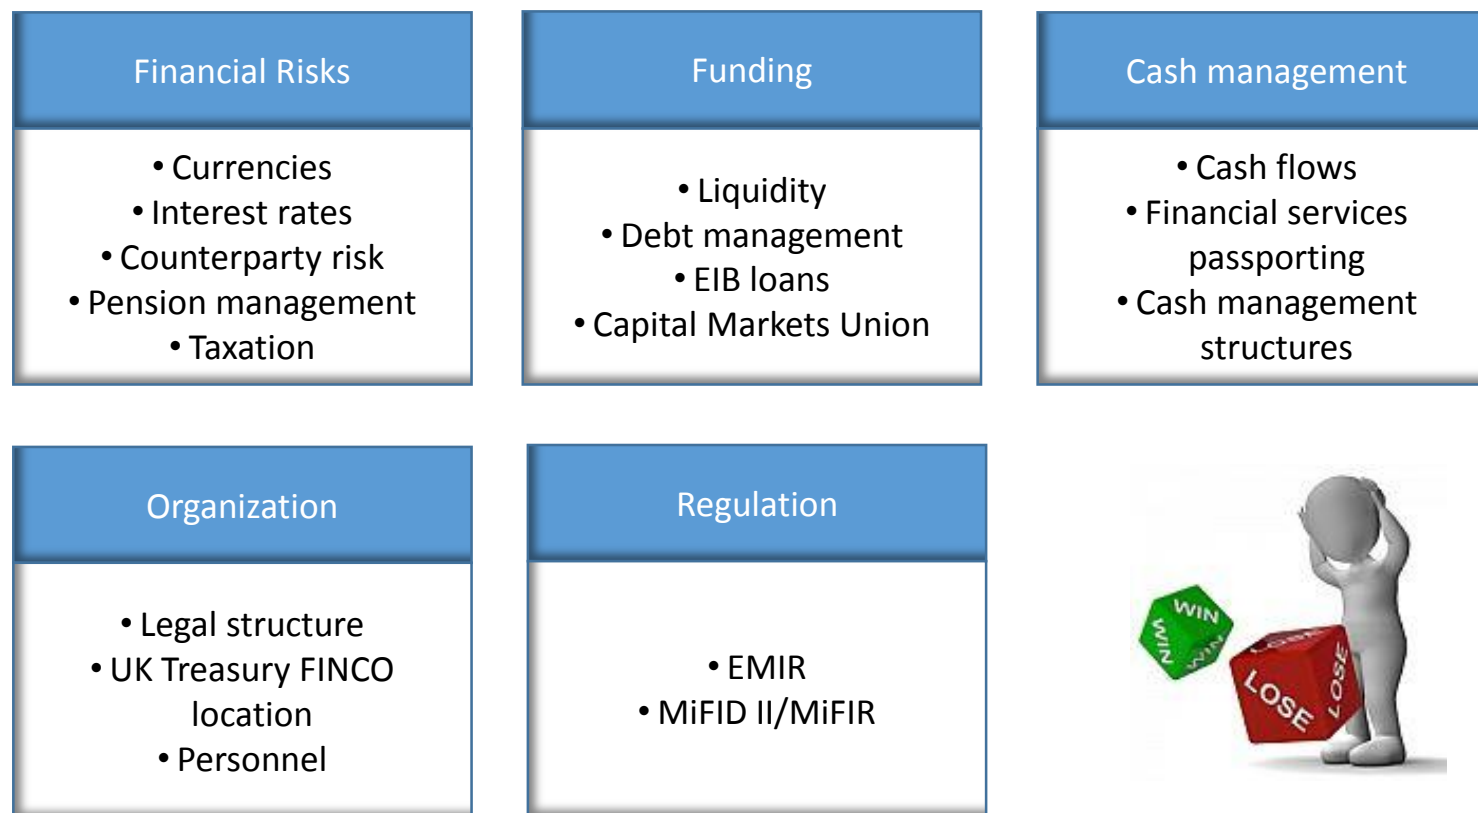 Financial Risks
• Currencies
• Interest rates
• Counterparty risk
• Pension management
• Taxation
Funding
• Liquidity
• Debt management
• EIB loans
• Capital Markets Union
Cash management
• Cash flows
• Financial services
passporting
• Cash management
structures
Organization
• Legal structure
• UK Treasury FINCO
location
• Personnel
Regulation
• EMIR
• MiFID II/MiFIR
WIN
WIN
WIN
LOSE
LOSE
LOSE